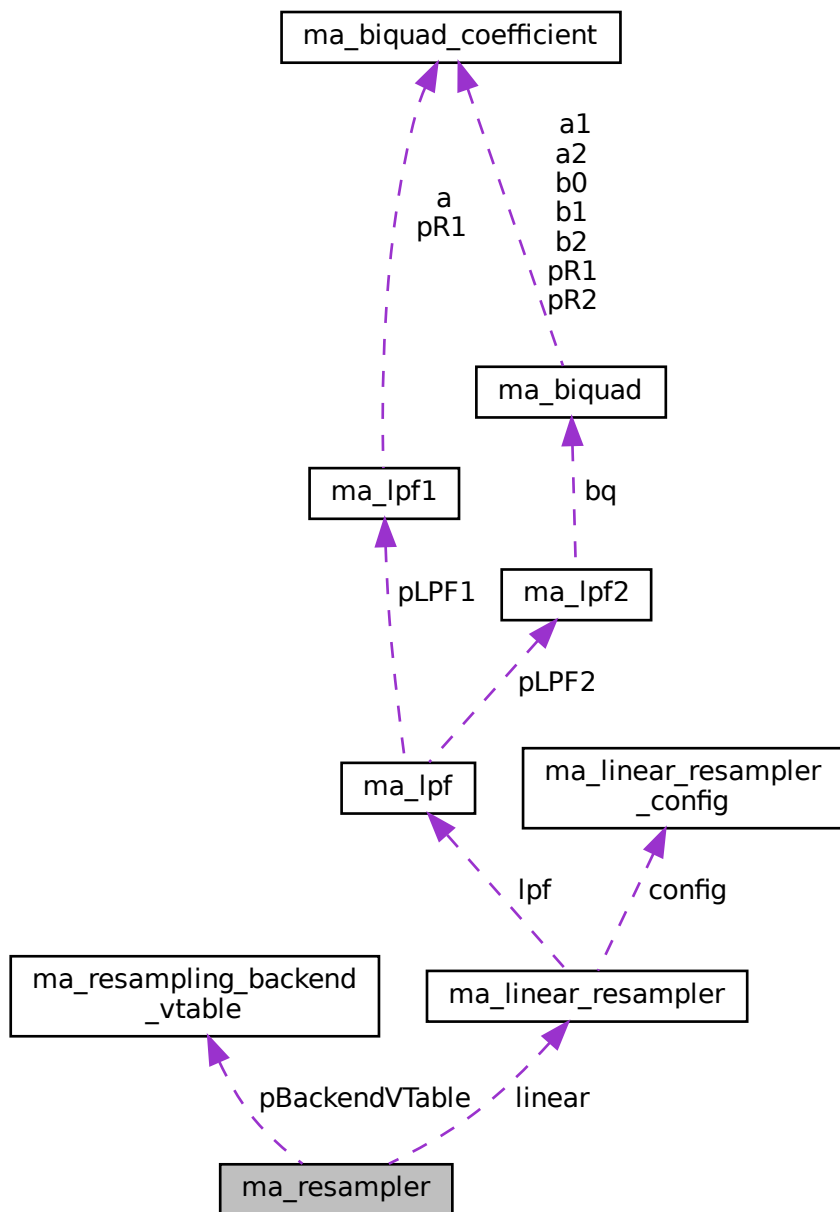 ma_biquad_coefficient
a1
a2
b0
b1
b2
pR1
pR2
a
pR1
ma_biquad
ma_lpf1
bq
pLPF1
ma_lpf2
pLPF2
ma_lpf
ma_linear_resampler
_config
lpf
config
ma_resampling_backend
_vtable
ma_linear_resampler
pBackendVTable
linear
ma_resampler